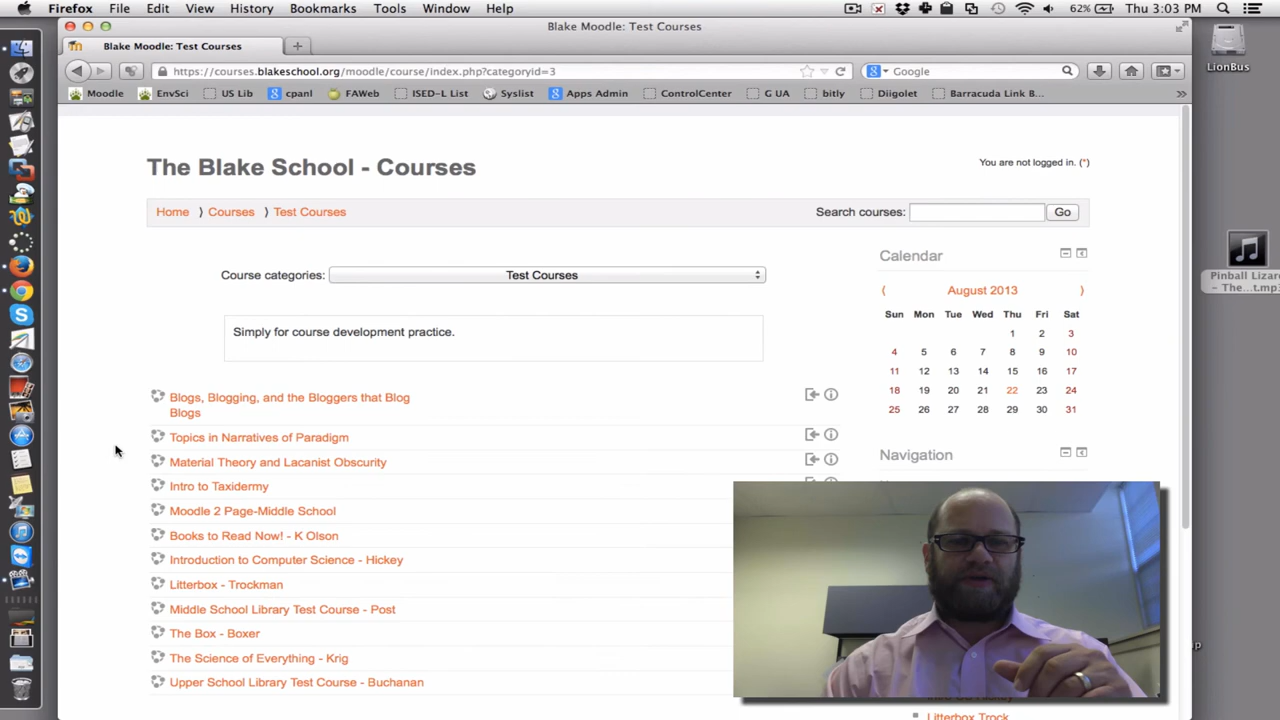 Firefox File Edit View History Bookmarks Tools Window Help 62% Thu 3:03 PM
Blake Moodle: Test Courses
Blake Moodle: Test Courses +
https://courses.blakeschool.org/moodle/course/index.php?categoryid=3 Google
Moodle EnvSci US Lib cpanl FAWeb ISED-L List Syslist Apps Admin ControlCenter G UA bitly Diigolet Barracuda Link B... »
LionBus
The Blake School - Courses
You are not logged in. (*)
Home ⟩ Courses ⟩ Test Courses
Search courses: Go
Course categories: Test Courses
Simply for course development practice.
Blogs, Blogging, and the Bloggers that Blog
Blogs
Topics in Narratives of Paradigm
Material Theory and Lacanist Obscurity
Intro to Taxidermy
Moodle 2 Page-Middle School
Books to Read Now! - K Olson
Introduction to Computer Science - Hickey
Litterbox - Trockman
Middle School Library Test Course - Post
The Box - Boxer
The Science of Everything - Krig
Upper School Library Test Course - Buchanan
Calendar
⟨ August 2013 ⟩
Sun Mon Tue Wed Thu Fri Sat
1 2 3
4 5 6 7 8 9 10
11 12 13 14 15 16 17
18 19 20 21 22 23 24
25 26 27 28 29 30 31
Navigation
Litterbox Trock
Pinball Lizar
– The...t.mp3